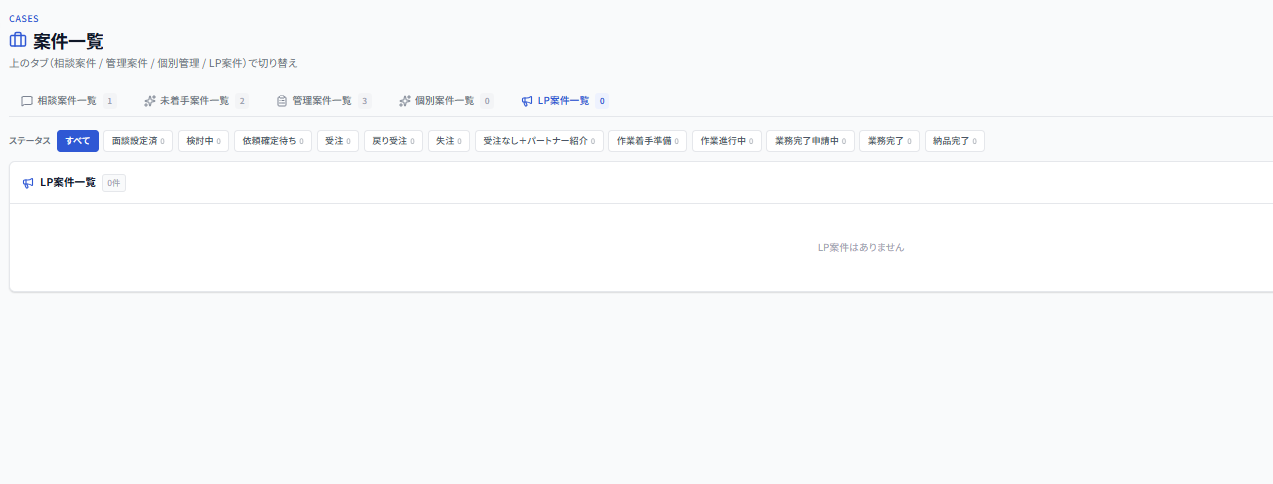 CASES
案件一覧
上のタブ（相談案件 / 管理案件 / 個別管理 / LP案件）で切り替え
相談案件一覧 1 未着手案件一覧 2 管理案件一覧 3 個別案件一覧 0 LP案件一覧 0
ステータス すべて 面談設定済 0 検討中 0 依頼確定待ち 0 受注 0 戻り受注 0 失注 0 受注なし＋パートナー紹介 0 作業着手準備 0 作業進行中 0 業務完了申請中 0 業務完了 0 納品完了 0
LP案件一覧 0件
LP案件はありません